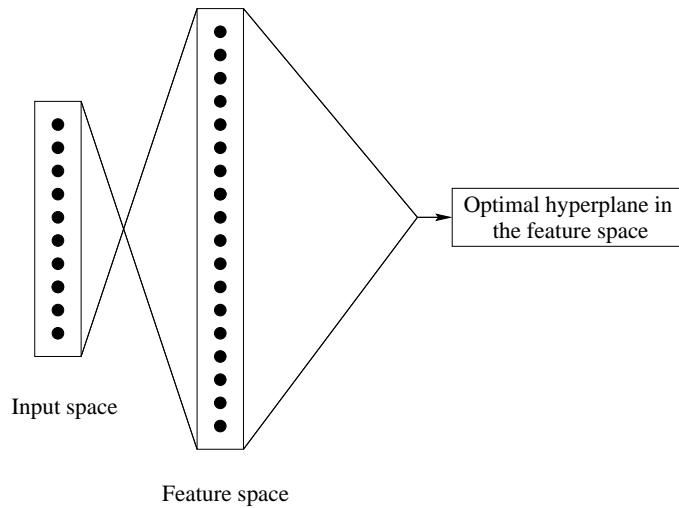 Optimal hyperplane in
the feature space
Input space
Feature space